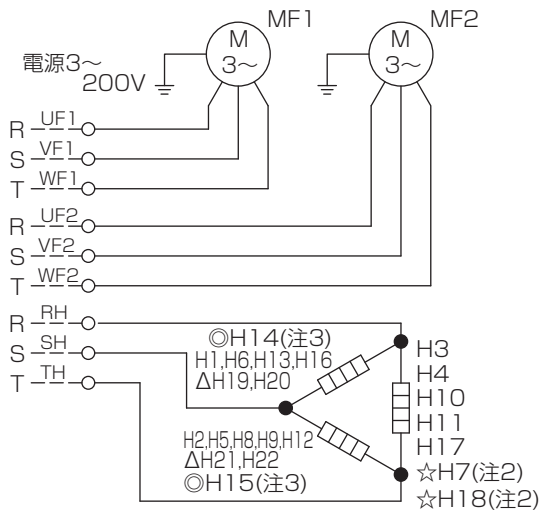 MF1
MF2
M
3～
M
3～
電源3～
200V
R UF1
S VF1
T WF1
R UF2
S VF2
T WF2
R RH
S SH
T TH
◎H14(注3)
H1,H6,H13,H16
ΔH19,H20
H2,H5,H8,H9,H12
ΔH21,H22
◎H15(注3)
H3
H4
H10
H11
H17
☆H7(注2)
☆H18(注2)